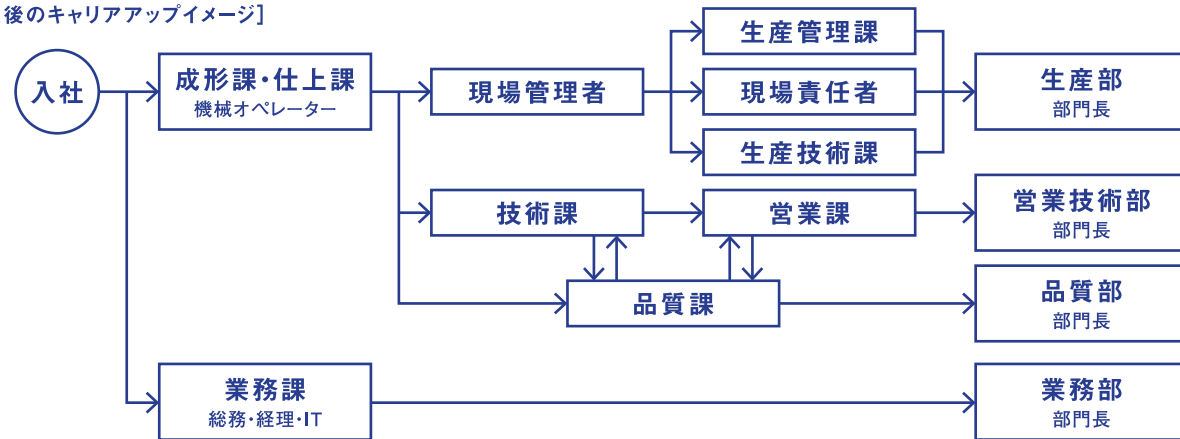 後のキャリアアップイメージ]
入社
成形課・仕上課
機械オペレーター
現場管理者
生産管理課
現場責任者
生産技術課
生産部
部門長
技術課
営業課
営業技術部
部門長
品質課
品質部
部門長
業務課
総務・経理・IT
業務部
部門長